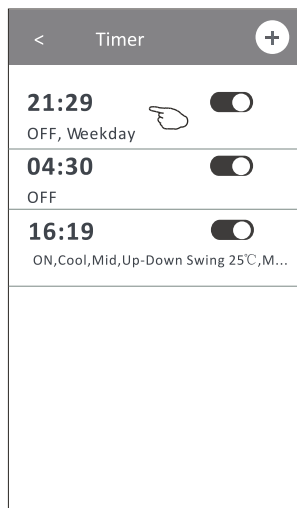 < Timer +
21:29
OFF, Weekday
04:30
OFF
16:19
ON,Cool,Mid,Up-Down Swing 25℃,M...